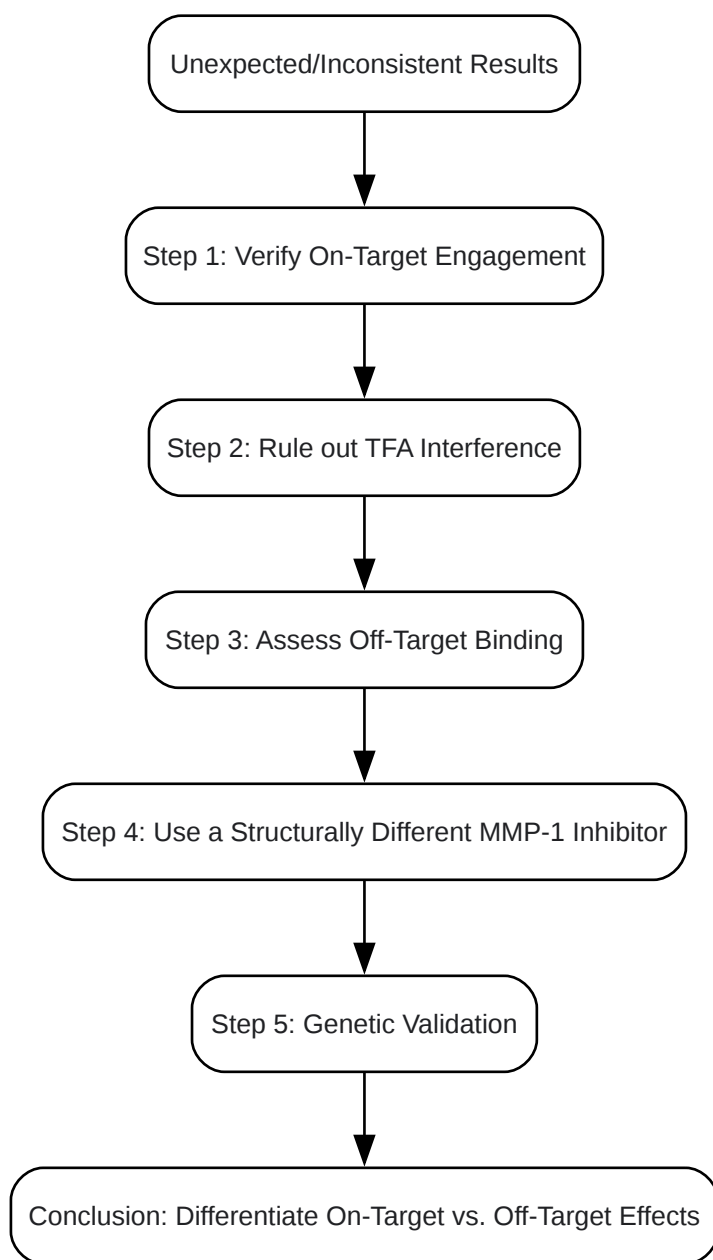 Unexpected/Inconsistent Results
Step 1: Verify On-Target Engagement
Step 2: Rule out TFA Interference
Step 3: Assess Off-Target Binding
Step 4: Use a Structurally Different MMP-1 Inhibitor
Step 5: Genetic Validation
Conclusion: Differentiate On-Target vs. Off-Target Effects